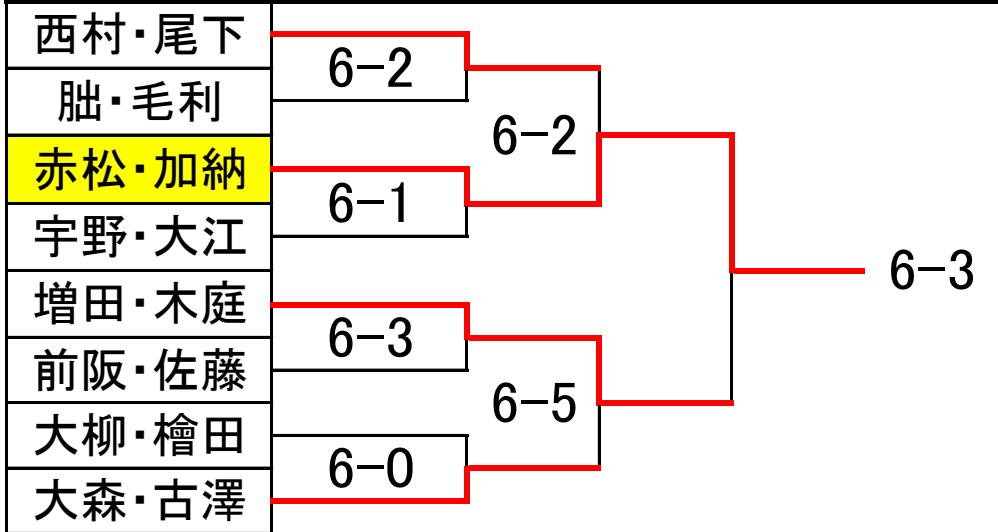 西村・尾下
6-2
朏・毛利
6-2
赤松・加納
6-1
宇野・大江
6-3
増田・木庭
6-3
前阪・佐藤
6-5
大柳・檜田
6-0
大森・古澤